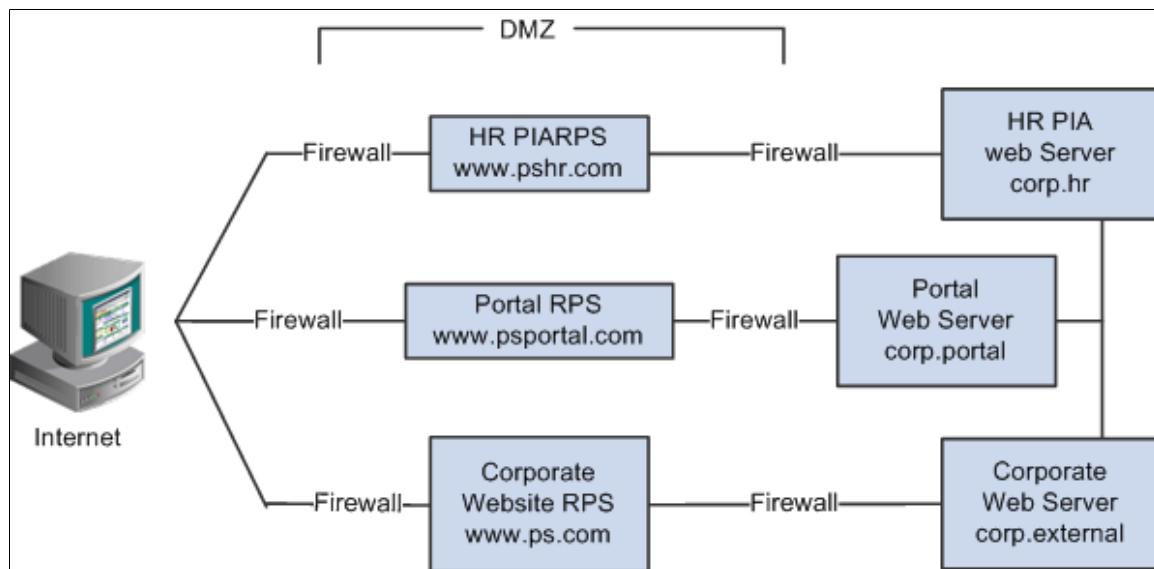 DMZ
Firewall
HR PIARPS
www.pshr.com
Firewall
HR PIA
web Server
corp.hr
Internet
Firewall
Portal RPS
www.psportal.com
Firewall
Portal
Web Server
corp.portal
Firewall
Corporate
Website RPS
www.ps.com
Firewall
Corporate
Web Server
corp.external